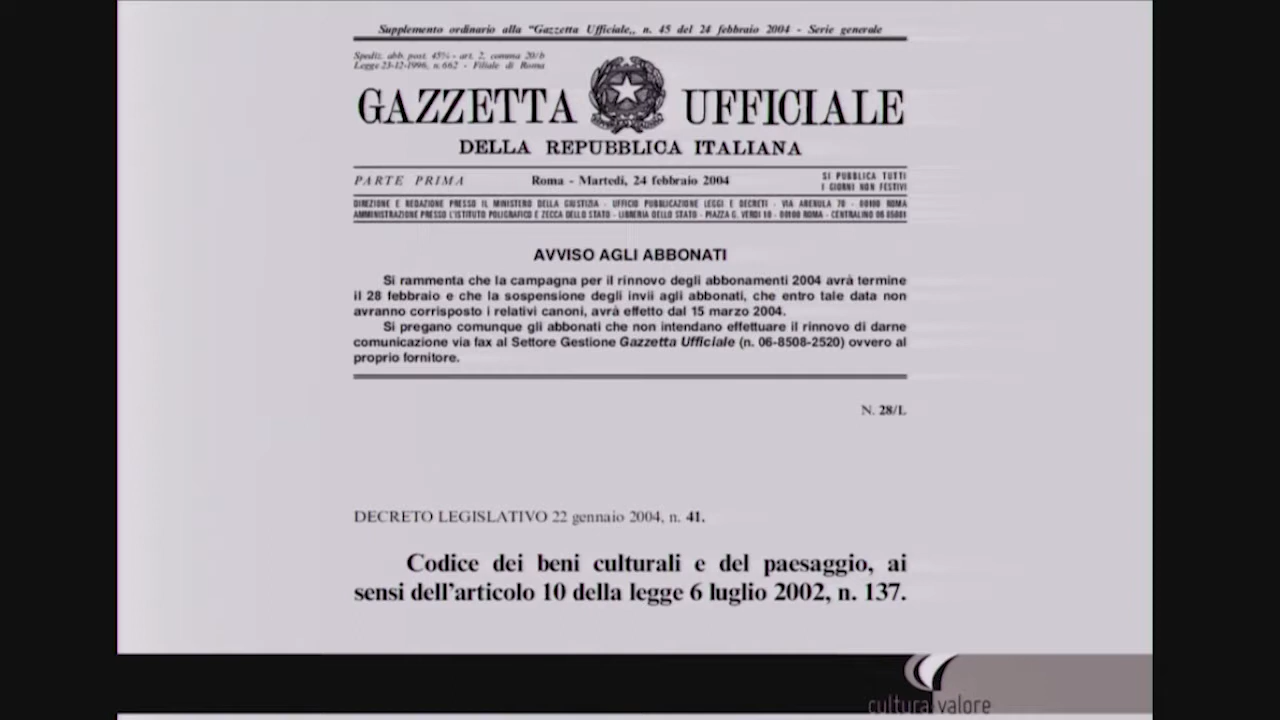 Supplemento ordinario alla "Gazzetta Ufficiale,, n. 45 del 24 febbraio 2004 - Serie generale
Spediz. abb. post. 45% - art. 2, comma 20/b
Legge 23-12-1996, n. 662 - Filiale di Roma
GAZZETTA UFFICIALE
DELLA REPUBBLICA ITALIANA
PARTE PRIMA
Roma - Martedì, 24 febbraio 2004
SI PUBBLICA TUTTI
I GIORNI NON FESTIVI
DIREZIONE E REDAZIONE PRESSO IL MINISTERO DELLA GIUSTIZIA - UFFICIO PUBBLICAZIONE LEGGI E DECRETI - VIA ARENULA 70 - 00100 ROMA
AMMINISTRAZIONE PRESSO L'ISTITUTO POLIGRAFICO E ZECCA DELLO STATO - LIBRERIA DELLO STATO - PIAZZA G. VERDI 10 - 00100 ROMA - CENTRALINO 06 85081
AVVISO AGLI ABBONATI
Si rammenta che la campagna per il rinnovo degli abbonamenti 2004 avrà termine
il 28 febbraio e che la sospensione degli invii agli abbonati, che entro tale data non
avranno corrisposto i relativi canoni, avrà effetto dal 15 marzo 2004.
Si pregano comunque gli abbonati che non intendano effettuare il rinnovo di darne
comunicazione via fax al Settore Gestione Gazzetta Ufficiale (n. 06-8508-2520) ovvero al
proprio fornitore.
N. 28/L
DECRETO LEGISLATIVO 22 gennaio 2004, n. 41.
Codice dei beni culturali e del paesaggio, ai
sensi dell'articolo 10 della legge 6 luglio 2002, n. 137.
cultura valore